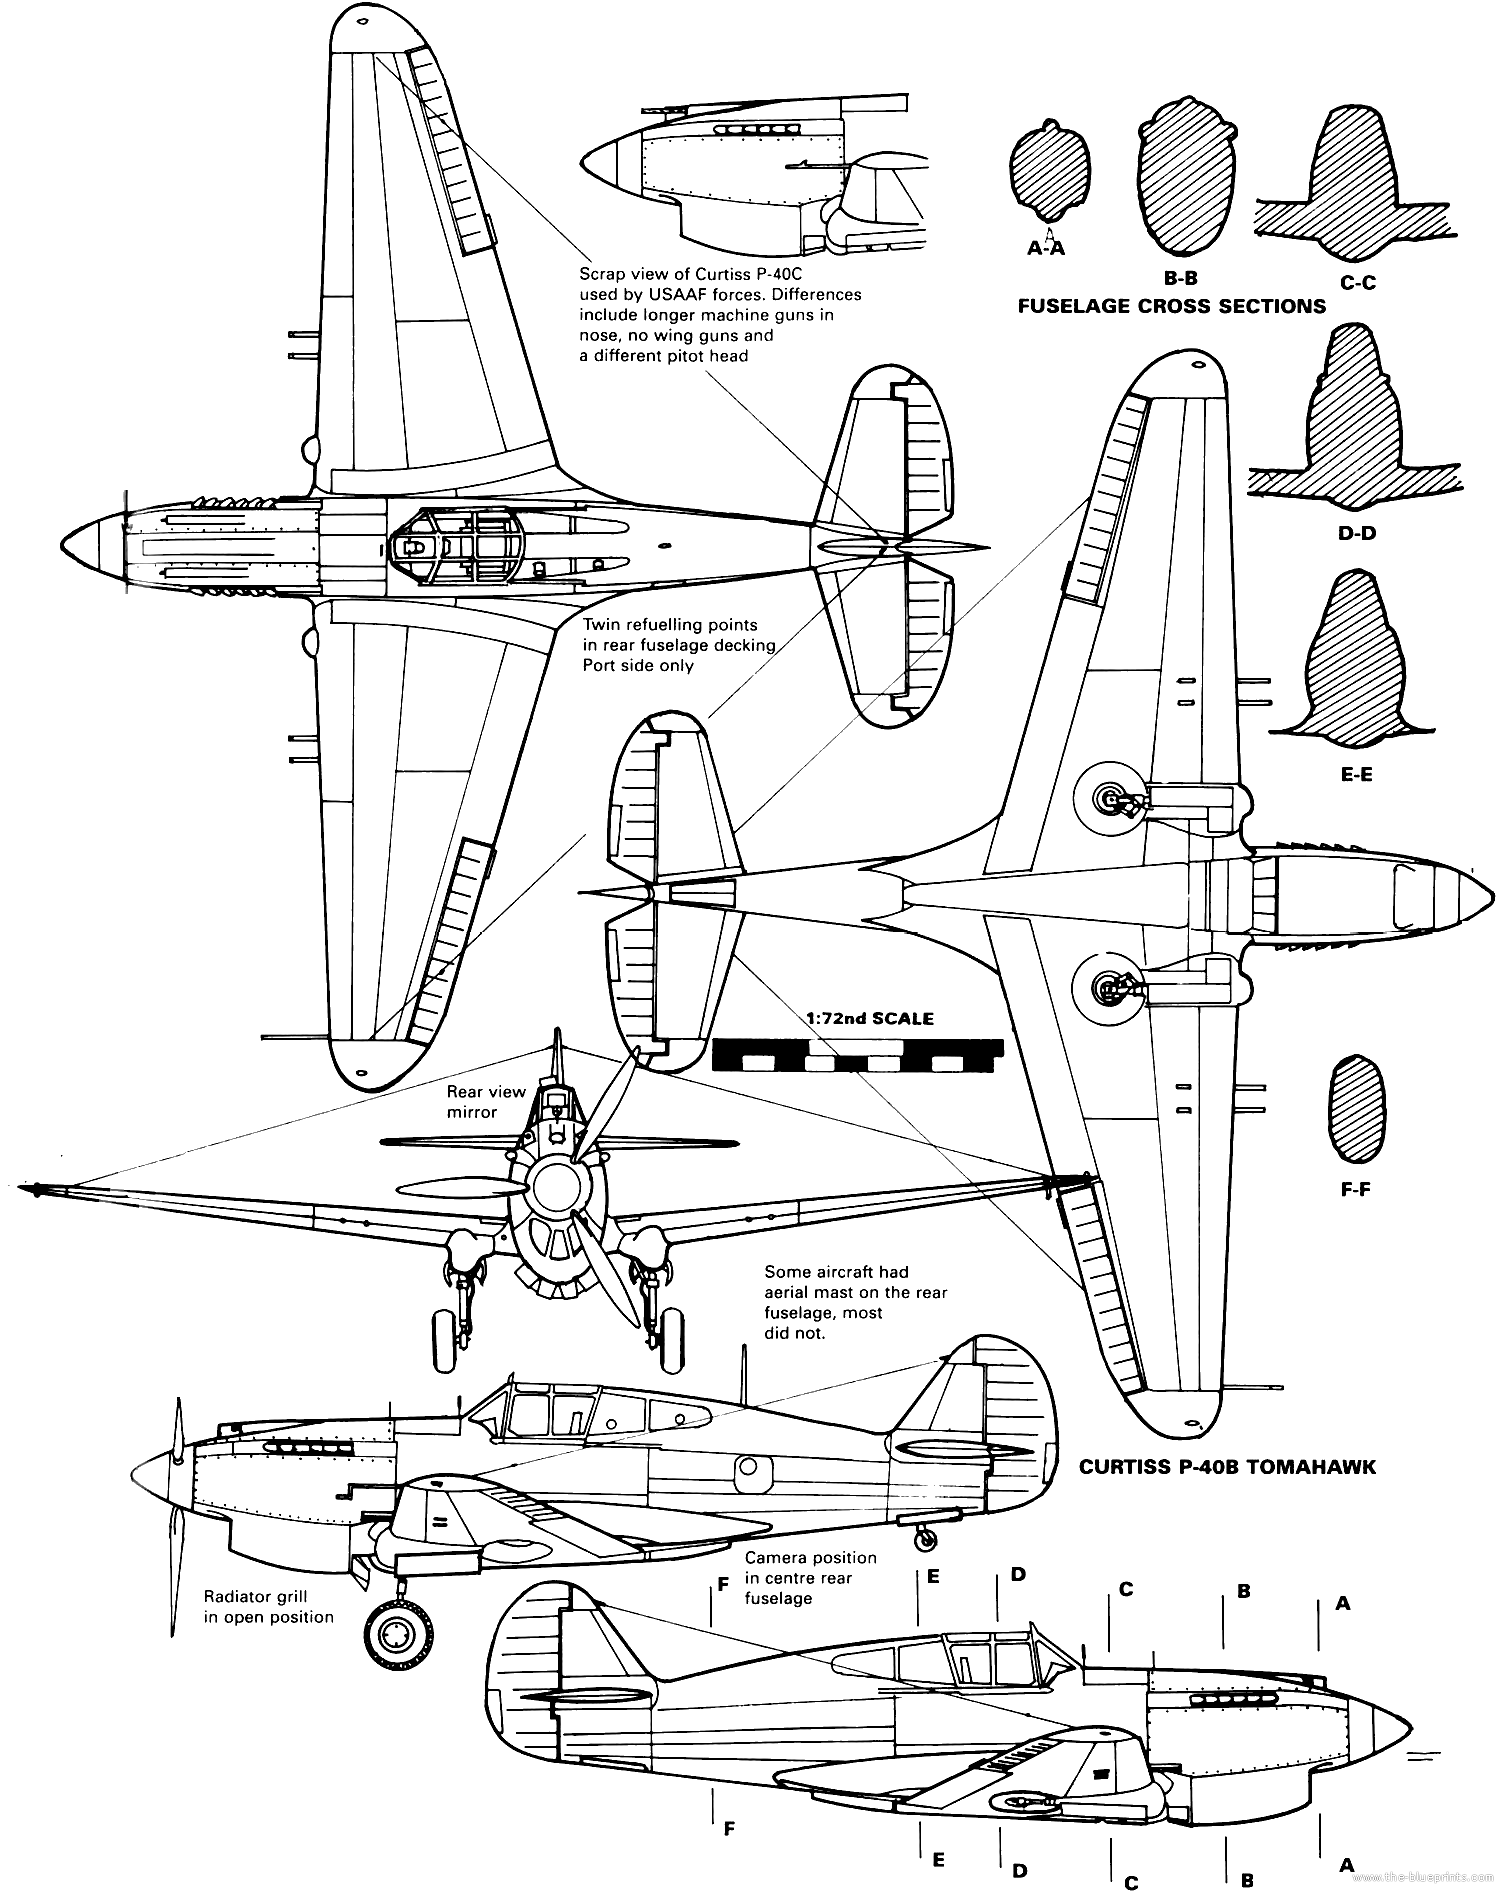 Scrap view of Curtiss P-40C
used by USAAF forces. Differences
include longer machine guns in
nose, no wing guns and
a different pitot head
A
A-A
B-B
C-C
FUSELAGE CROSS SECTIONS
D-D
E-E
F-F
Twin refuelling points
in rear fuselage decking
Port side only
1:72nd SCALE
Rear view
mirror
Some aircraft had
aerial mast on the rear
fuselage, most
did not.
CURTISS P-40B TOMAHAWK
Camera position
in centre rear
fuselage
Radiator grill
in open position
F
E
D
C
B
A
F
E
D
C
B
A
www.the-blueprints.com